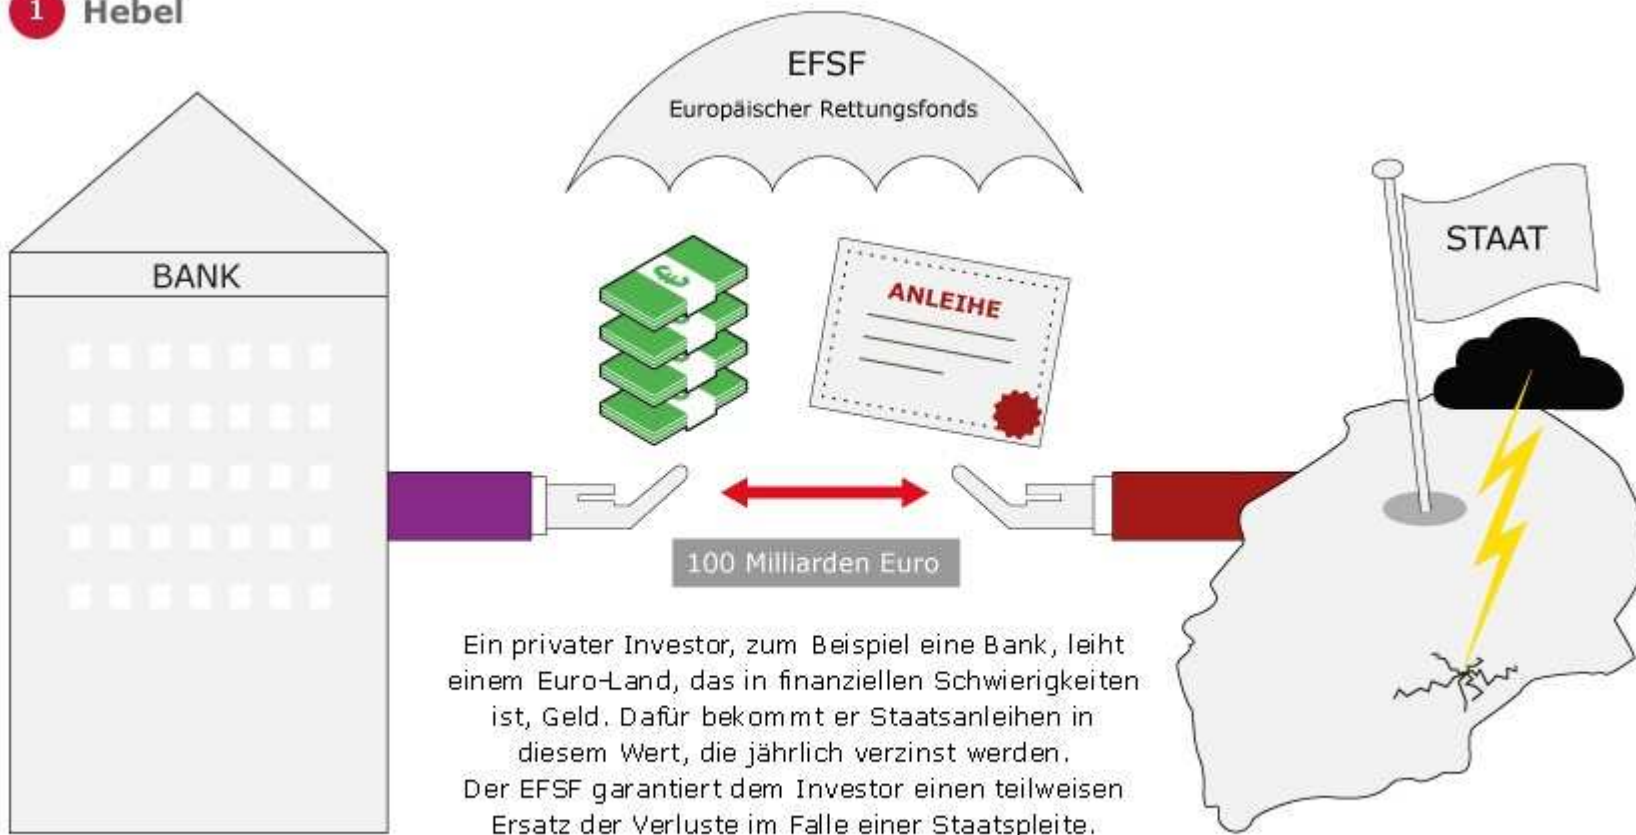 1 Hebel
EFSF
Europäischer Rettungsfonds
BANK
STAAT
€
ANLEIHE
100 Milliarden Euro
Ein privater Investor, zum Beispiel eine Bank, leiht
einem Euro-Land, das in finanziellen Schwierigkeiten
ist, Geld. Dafür bekommt er Staatsanleihen in
diesem Wert, die jährlich verzinst werden.
Der EFSF garantiert dem Investor einen teilweisen
Ersatz der Verluste im Falle einer Staatspleite.